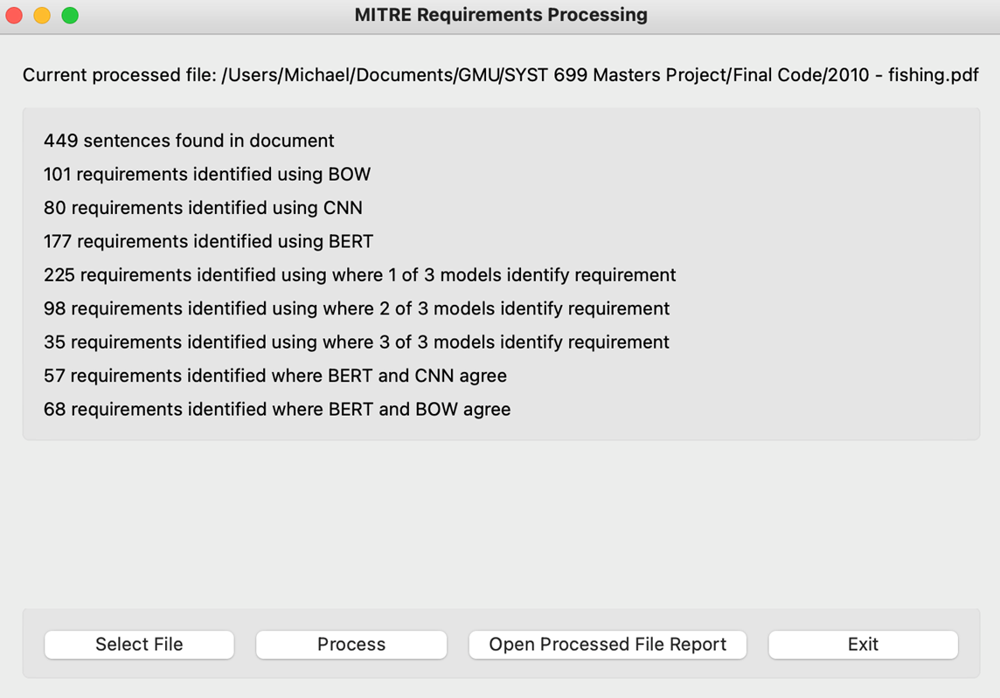 MITRE Requirements Processing
Current processed file: /Users/Michael/Documents/GMU/SYST 699 Masters Project/Final Code/2010 - fishing.pdf
449 sentences found in document
101 requirements identified using BOW
80 requirements identified using CNN
177 requirements identified using BERT
225 requirements identified using where 1 of 3 models identify requirement
98 requirements identified using where 2 of 3 models identify requirement
35 requirements identified using where 3 of 3 models identify requirement
57 requirements identified where BERT and CNN agree
68 requirements identified where BERT and BOW agree
Select File Process Open Processed File Report Exit